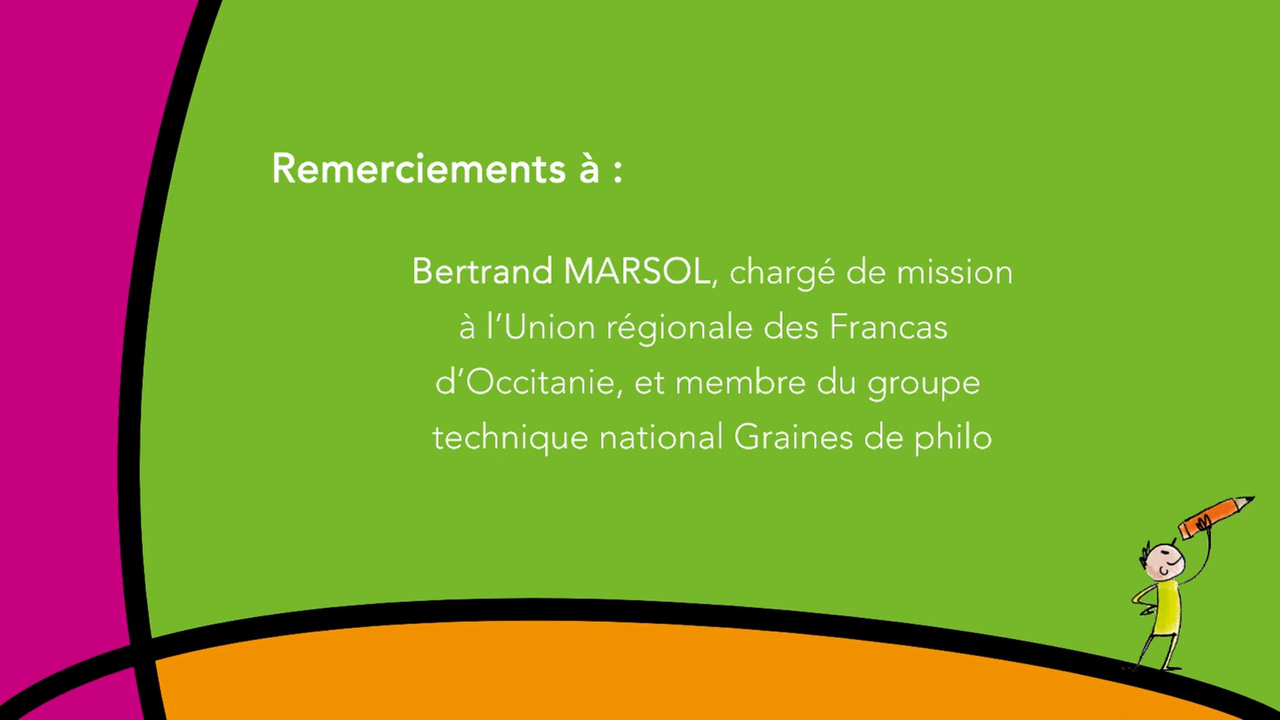 Remerciements à :
Bertrand MARSOL, chargé de mission
à l’Union régionale des Francas
d’Occitanie, et membre du groupe
technique national Graines de philo